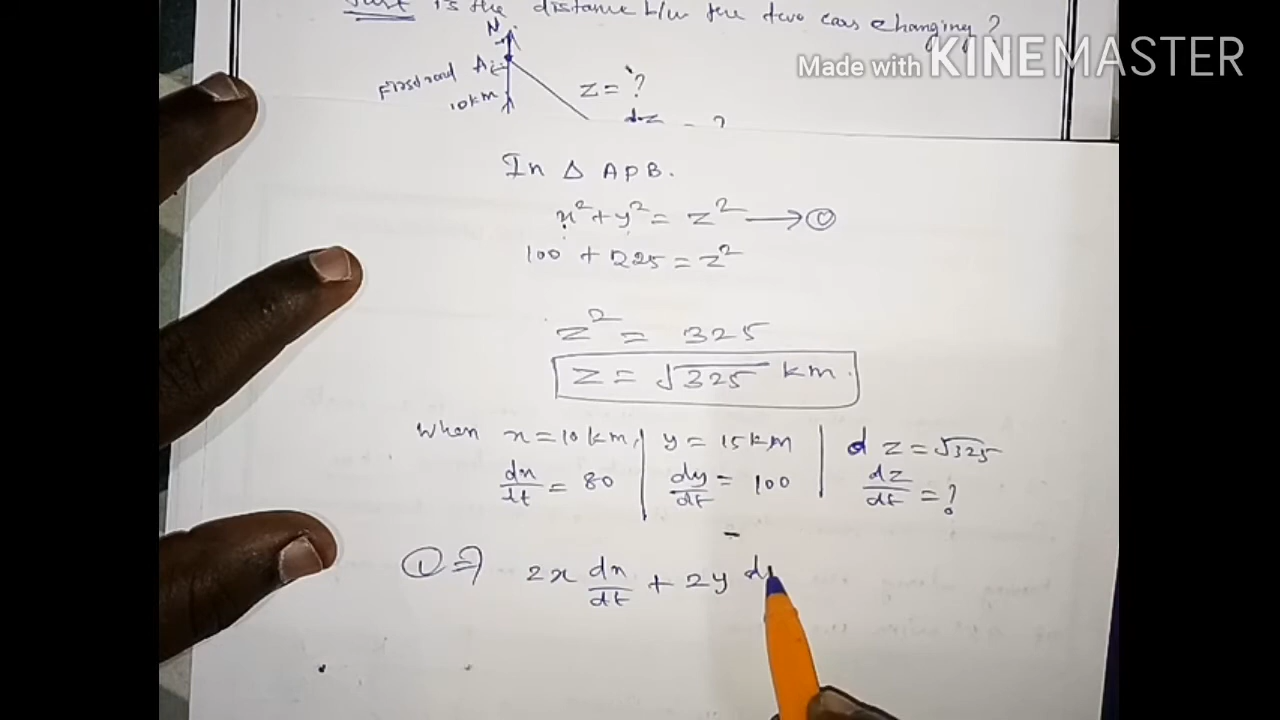 is the distance b/w the two cars changing?
Made with KINEMASTER
N
First road A
10km
z = ?
dz = ?
In Δ APB.
x² + y² = z² → ①
100 + 225 = z²
z² = 325
z = √325 km.
When x = 10 km, | y = 15 km | d z = √325
dx/dt = 80 | dy/dt = 100 | dz/dt = ?
① ⇒ 2x dx/dt + 2y dy